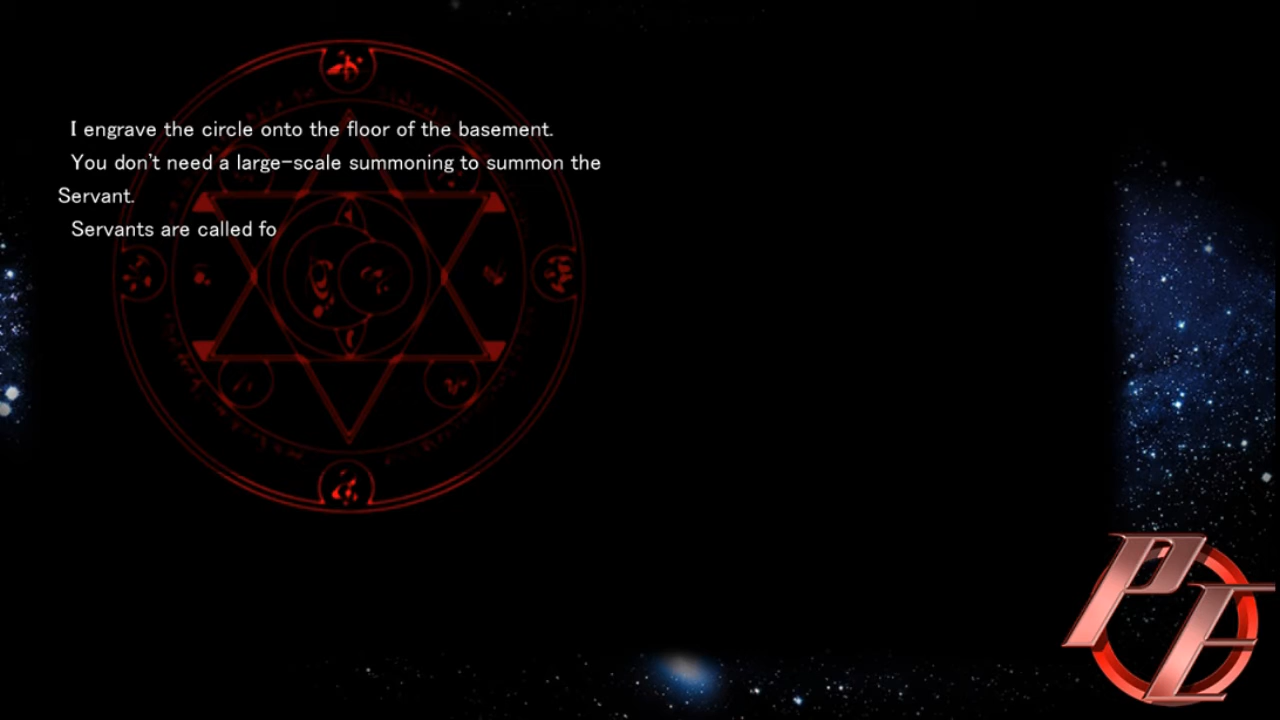 I engrave the circle onto the floor of the basement.
You don't need a large-scale summoning to summon the
Servant.
Servants are called fo
PE